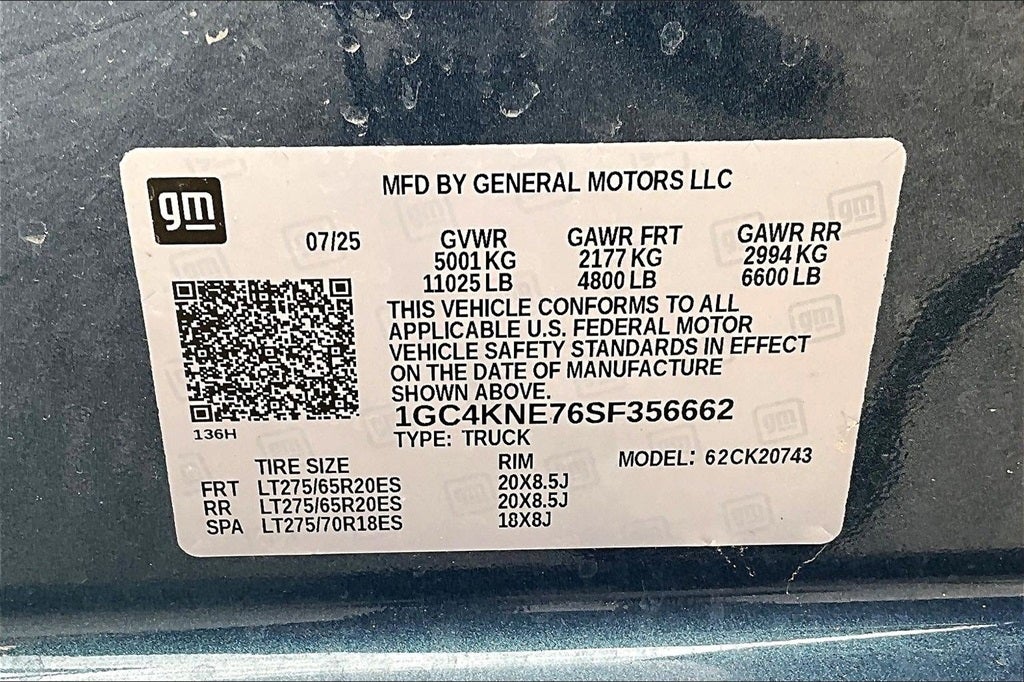 gm
MFD BY GENERAL MOTORS LLC
07/25
GVWR GAWR FRT GAWR RR
5001 KG 2177 KG 2994 KG
11025 LB 4800 LB 6600 LB
THIS VEHICLE CONFORMS TO ALL
APPLICABLE U.S. FEDERAL MOTOR
VEHICLE SAFETY STANDARDS IN EFFECT
ON THE DATE OF MANUFACTURE
SHOWN ABOVE.
1GC4KNE76SF356662
136H
TYPE: TRUCK
TIRE SIZE RIM MODEL: 62CK20743
FRT LT275/65R20ES 20X8.5J
RR LT275/65R20ES 20X8.5J
SPA LT275/70R18ES 18X8J